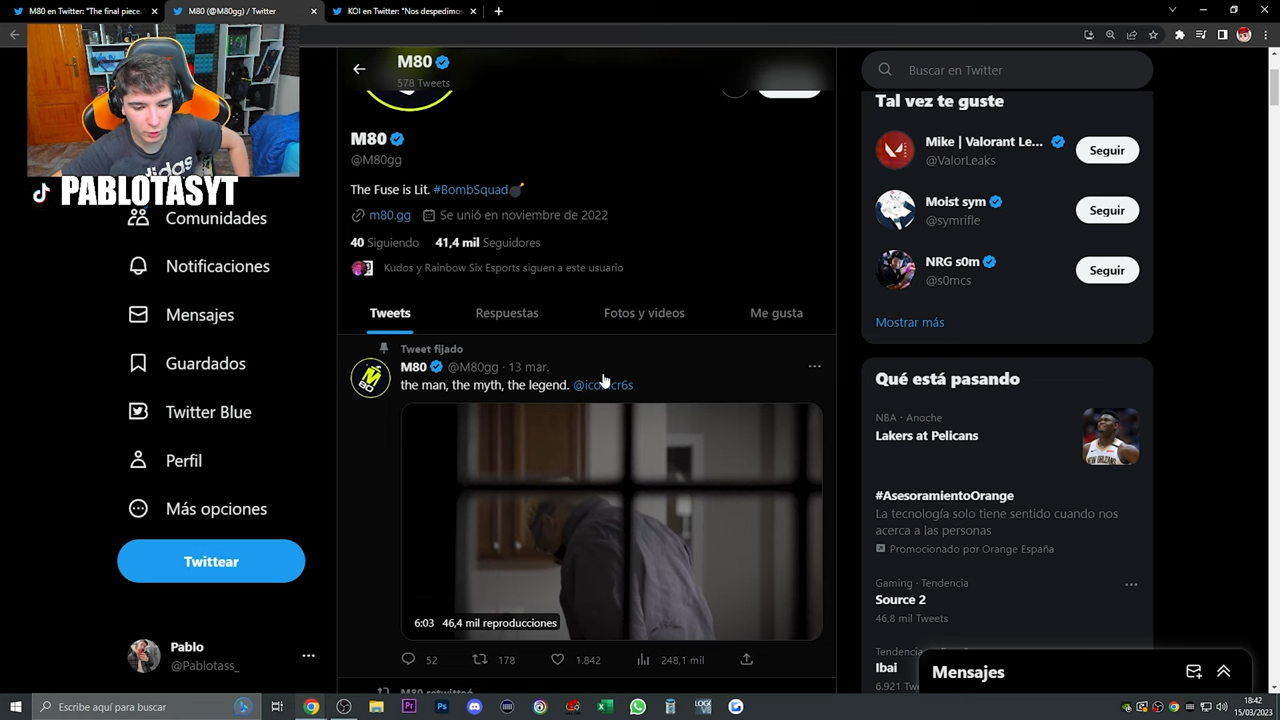 M80 en Twitter: "The final piece.
M80 (@M80gg) / Twitter
KOI en Twitter: "Nos despedimos
M80
578 Tweets
Buscar en Twitter
adidas
PABLOTASYT
Comunidades
Notificaciones
Mensajes
Guardados
Twitter Blue
Perfil
Más opciones
Twittear
Pablo
@Pablotass_
M80
@M80gg
The Fuse is Lit. #BombSquad
m80.gg Se unió en noviembre de 2022
40 Siguiendo 41,4 mil Seguidores
Kudos y Rainbow Six Esports siguen a este usuario
Tweets Respuestas Fotos y videos Me gusta
Tweet fijado
M80 @M80gg · 13 mar.
the man, the myth, the legend.
M80
6:03 46,4 mil reproducciones
52 178 1.842 248,1 mil
M80 retwitteó
Tal vez te guste
Mike | Valorant Le...
@ValorLeaks
Seguir
Moist sym
@symrifle
Seguir
NRG s0m
@s0mcs
Seguir
Mostrar más
Qué está pasando
NBA · Anoche
Lakers at Pelicans
#AsesoramientoOrange
La tecnología solo tiene sentido cuando nos
acerca a las personas
Promocionado por Orange España
Gaming · Tendencia
Source 2
46,8 mil Tweets
Ibai
Mensajes
Escribe aquí para buscar
18:42
15/03/2023